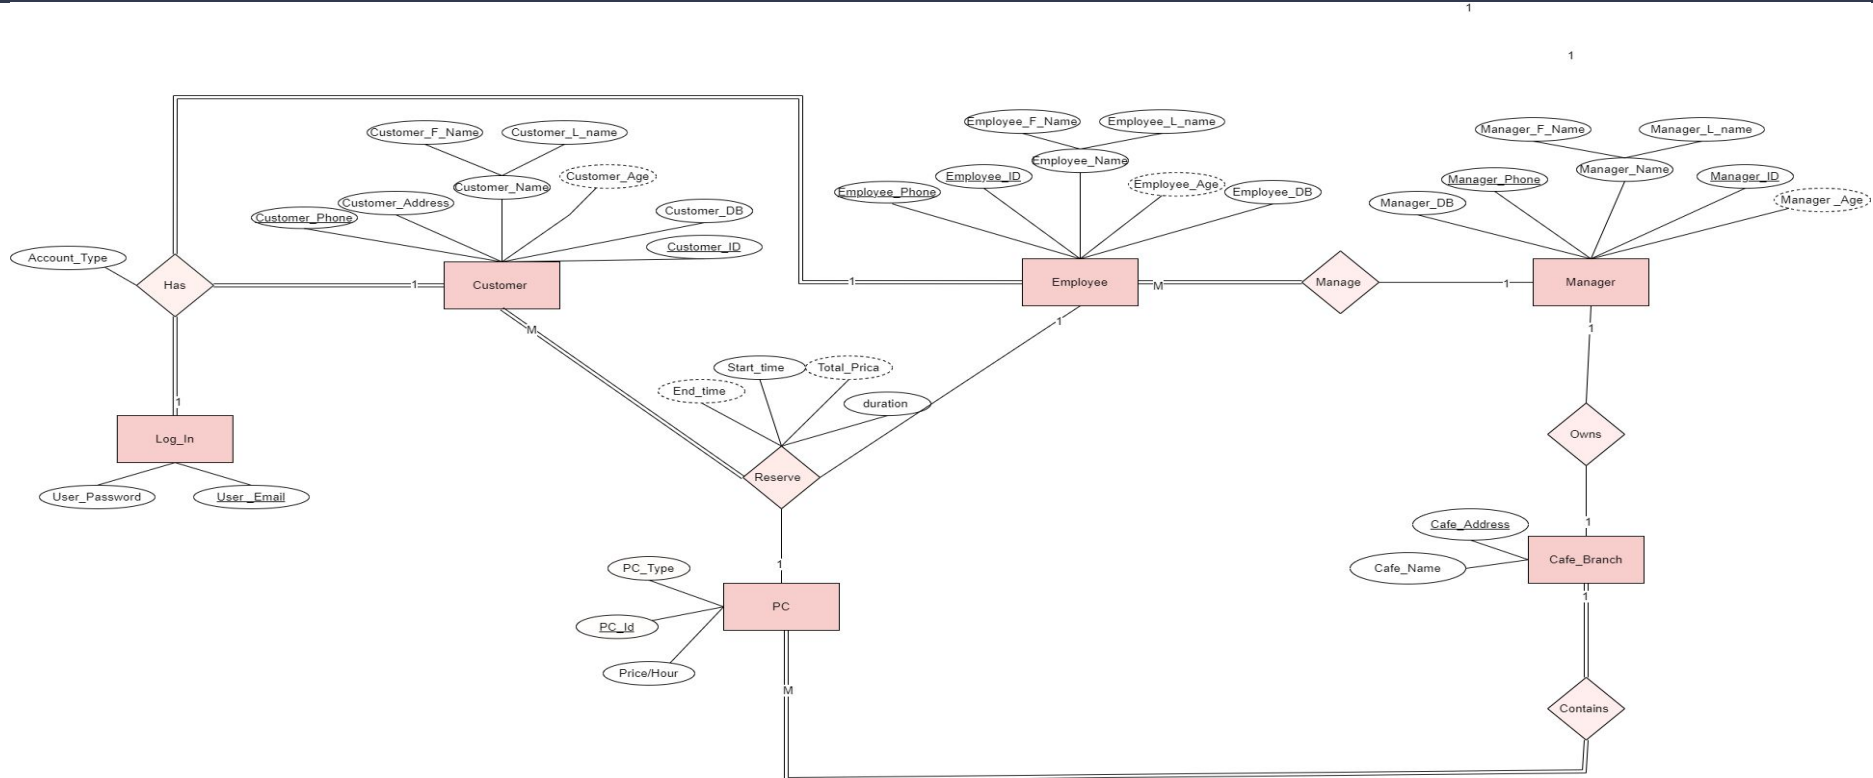 1
1
Customer_F_Name
Customer_L_name
Customer_Name
Customer_Age
Customer_Address
Customer_Phone
Customer_DB
Customer_ID
Employee_F_Name
Employee_L_name
Employee_Name
Employee_ID
Employee_Phone
Employee_Age
Employee_DB
Manager_F_Name
Manager_L_name
Manager_Name
Manager_Phone
Manager_ID
Manager_DB
Manager _Age
Account_Type
Has
1
Customer
1
Employee
M
Manage
1
Manager
M
1
1
Start_time
Total_Prica
End_time
duration
1
Log_In
User_Password
User _Email
Reserve
Owns
1
Cafe_Address
Cafe_Name
Cafe_Branch
1
1
PC_Type
PC_Id
Price/Hour
PC
M
Contains